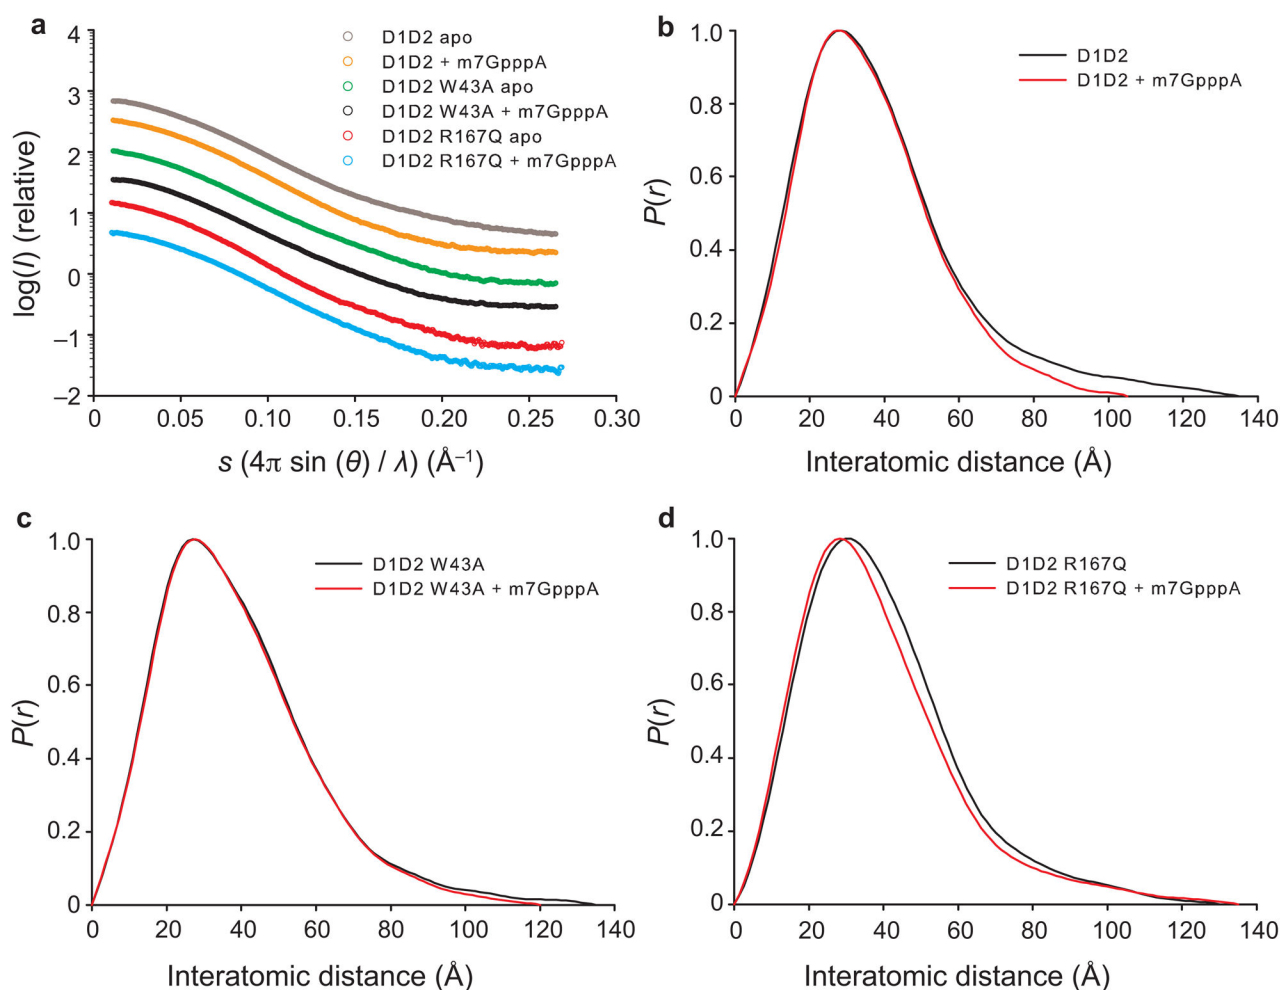 a
4
3
2
1
0
–1
–2
log(I) (relative)
D1D2 apo
D1D2 + m7GpppA
D1D2 W43A apo
D1D2 W43A + m7GpppA
D1D2 R167Q apo
D1D2 R167Q + m7GpppA
0 0.05 0.10 0.15 0.20 0.25 0.30
s (4π sin (θ) / λ) (Å⁻¹)
b
1.0
0.8
0.6
0.4
0.2
0
P(r)
D1D2
D1D2 + m7GpppA
0 20 40 60 80 100 120 140
Interatomic distance (Å)
c
1.0
0.8
0.6
0.4
0.2
0
P(r)
D1D2 W43A
D1D2 W43A + m7GpppA
0 20 40 60 80 100 120 140
Interatomic distance (Å)
d
1.0
0.8
0.6
0.4
0.2
0
P(r)
D1D2 R167Q
D1D2 R167Q + m7GpppA
0 20 40 60 80 100 120 140
Interatomic distance (Å)